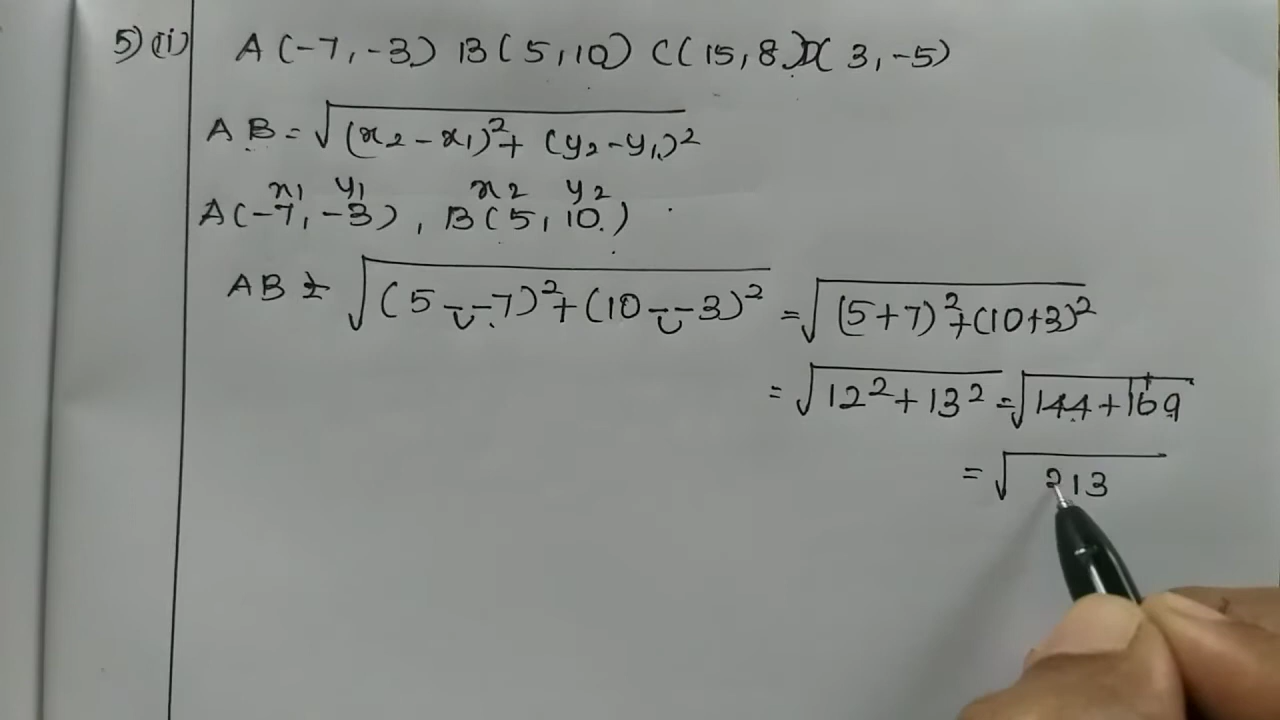 5)(i) A(-7,-3) B(5,10) C(15,8) D(3,-5)
AB = √(x₂-x₁)²+(y₂-y₁)²
x₁ y₁ x₂ y₂
A(-7,-3), B(5,10)
AB = √(5--7)²+(10--3)² = √(5+7)²+(10+3)²
= √12²+13² = √144+169
= √ 313